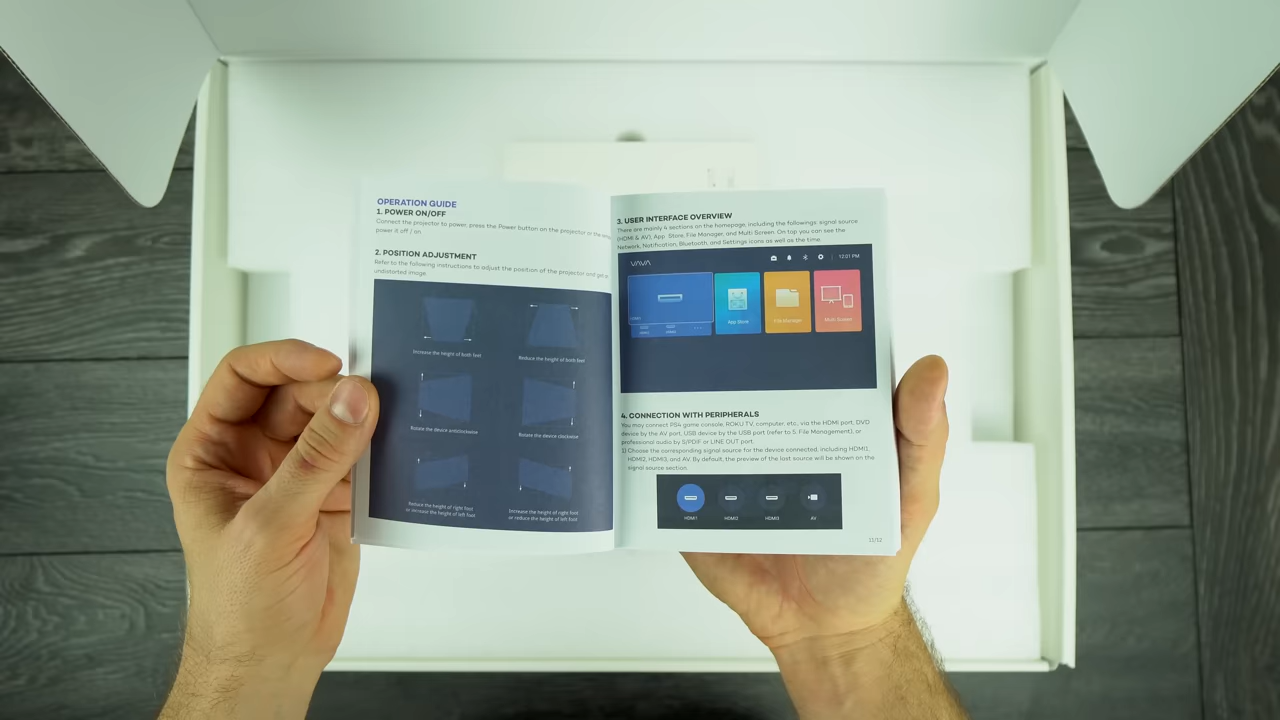 OPERATION GUIDE
1. POWER ON/OFF
Connect the projector to power, press the Power button on the projector or the
power it off / on
2. POSITION ADJUSTMENT
Refer to the following instructions to adjust the position of the projector and get
undistorted image.
Increase the height of both feet
Reduce the height of both feet
Rotate the device anticlockwise
Rotate the device clockwise
Reduce the height of right foot
or increase the height of left foot
Increase the height of right foot
or reduce the height of left foot
3. USER INTERFACE OVERVIEW
There are mainly 4 sections on the homepage, including the followings: signal source
(HDMI & AV), App Store, File Manager, and Multi-Screen. On top you can see the
Network, Notification, Bluetooth, and Settings icons as well as the time.
VAVA
12:01 PM
HDMI1
App Store
File Manager
Multi Screen
4. CONNECTION WITH PERIPHERALS
You may connect PS4 game console, ROKU TV, computer, etc., via the HDMI port, DVD
device by the AV port, USB device by the USB port (refer to 5. File Management), or
professional audio by S/PDIF or LINE OUT port.
1) Choose the corresponding signal source for the device connected, including HDMI1,
HDMI2, HDMI3, and AV. By default, the preview of the last source will be shown on the
signal source section.
HDMI1 HDMI2 HDMI3 AV
11/12